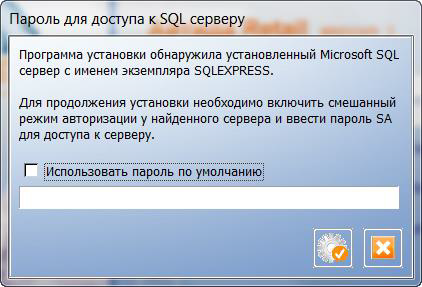 Пароль для доступа к SQL серверу
Программа установки обнаружила установленный Microsoft SQL
сервер с именем экземпляра SQLEXPRESS.
Для продолжения установки необходимо включить смешанный
режим авторизации у найденного сервера и ввести пароль SA
для доступа к серверу.
Использовать пароль по умолчанию